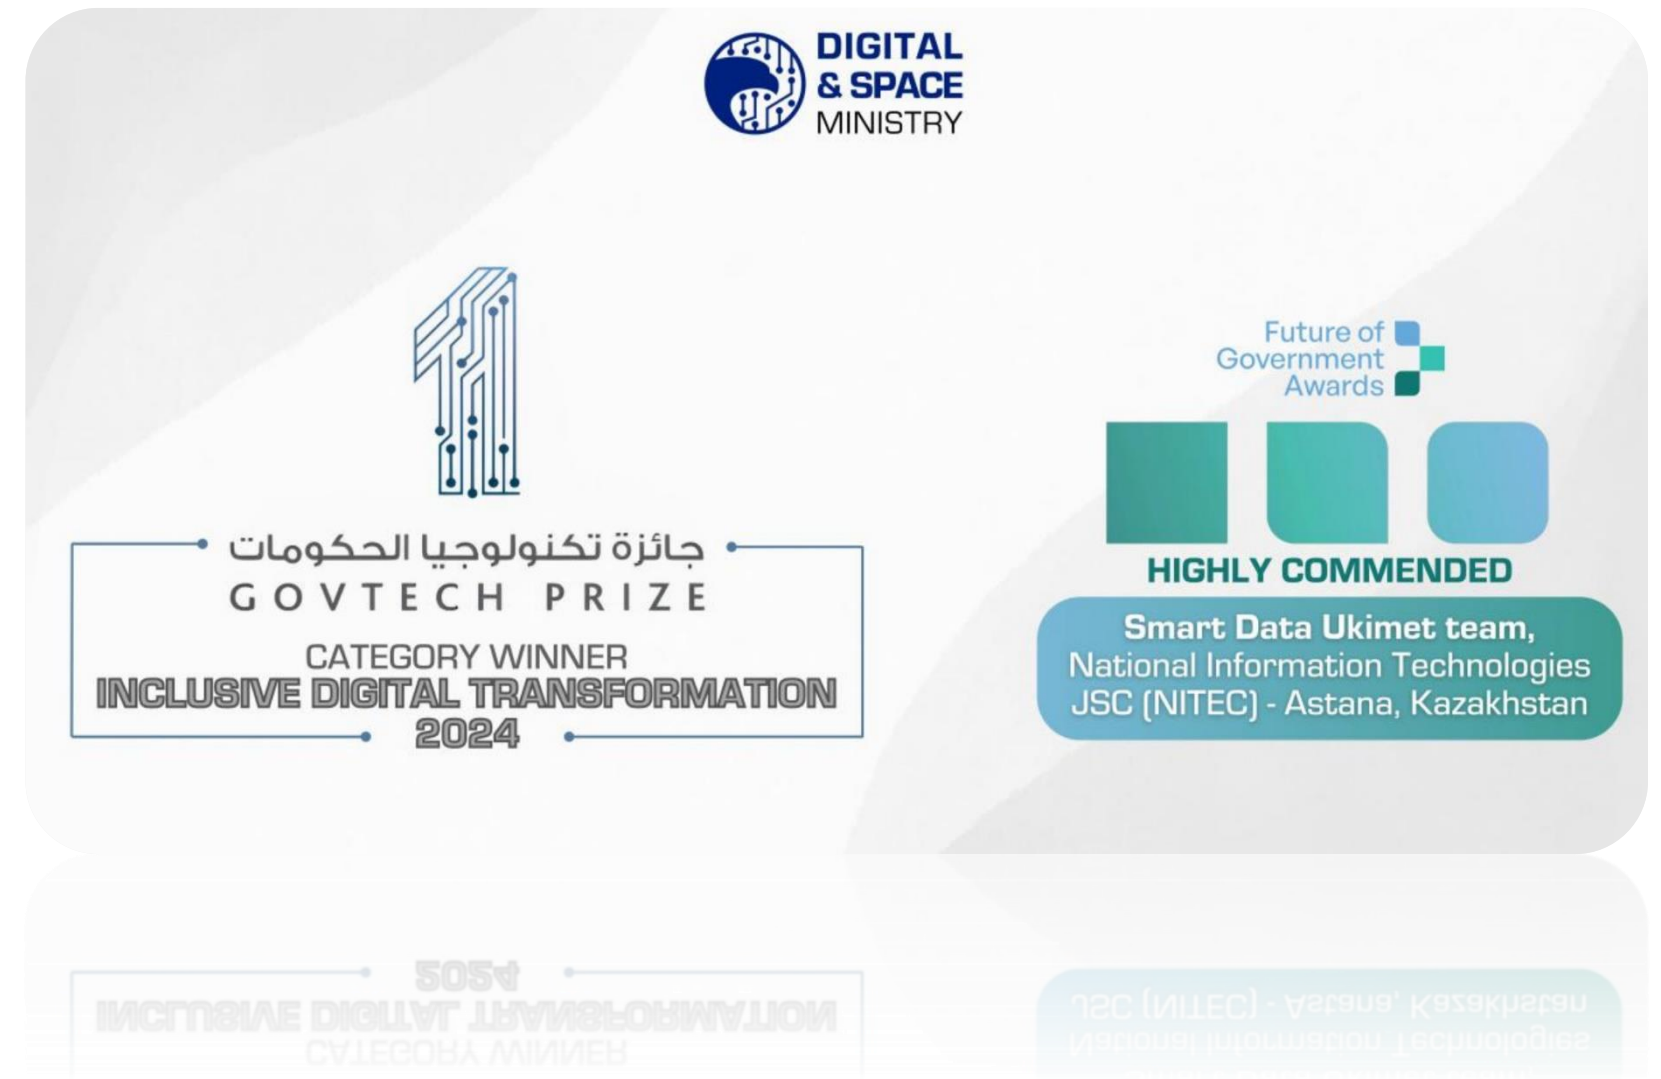 DIGITAL
& SPACE
MINISTRY
جائزة تكنولوجيا الحكومات
GOVTECH PRIZE
CATEGORY WINNER
INCLUSIVE DIGITAL TRANSFORMATION
2024
Future of
Government
Awards
HIGHLY COMMENDED
Smart Data Ukimet team,
National Information Technologies
JSC (NITEC) - Astana, Kazakhstan